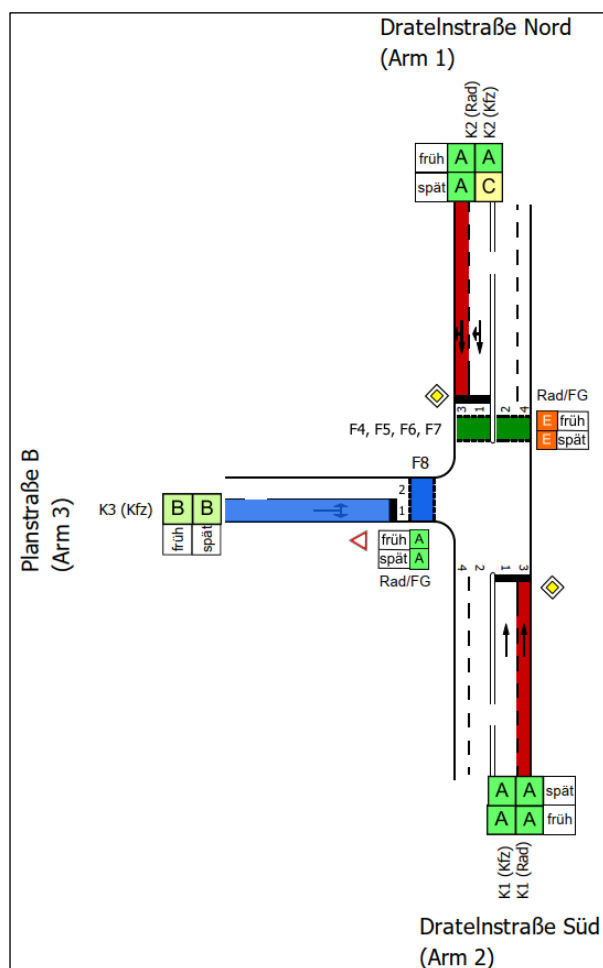 Dratelnstraße Nord
(Arm 1)
K2 (Rad)
K2 (Kfz)
früh A A
spät A C
3 1 2 4
Rad/FG
E früh
E spät
F4, F5, F6, F7
F8
Planstraße B
(Arm 3)
K3 (Kfz)
B B
früh spät
2
1
früh A
spät A
Rad/FG
4 2 1 3
A A spät
A A früh
K1 (Kfz)
K1 (Rad)
Dratelnstraße Süd
(Arm 2)